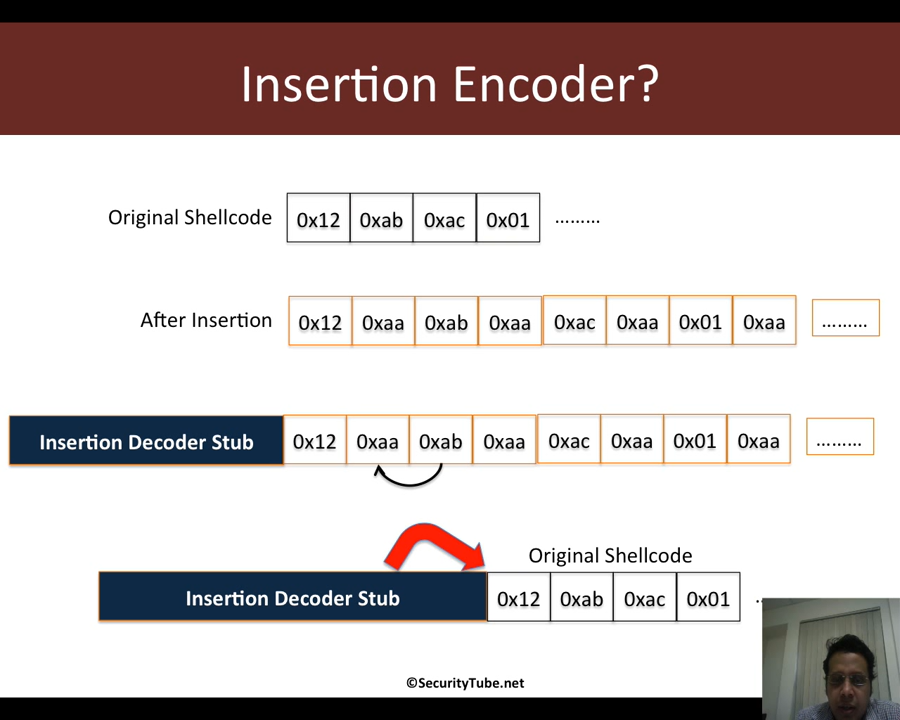 Insertion Encoder?
Original Shellcode 0x12 0xab 0xac 0x01 .........
After Insertion 0x12 0xaa 0xab 0xaa 0xac 0xaa 0x01 0xaa .........
Insertion Decoder Stub 0x12 0xaa 0xab 0xaa 0xac 0xaa 0x01 0xaa .........
Original Shellcode
Insertion Decoder Stub 0x12 0xab 0xac 0x01
©SecurityTube.net